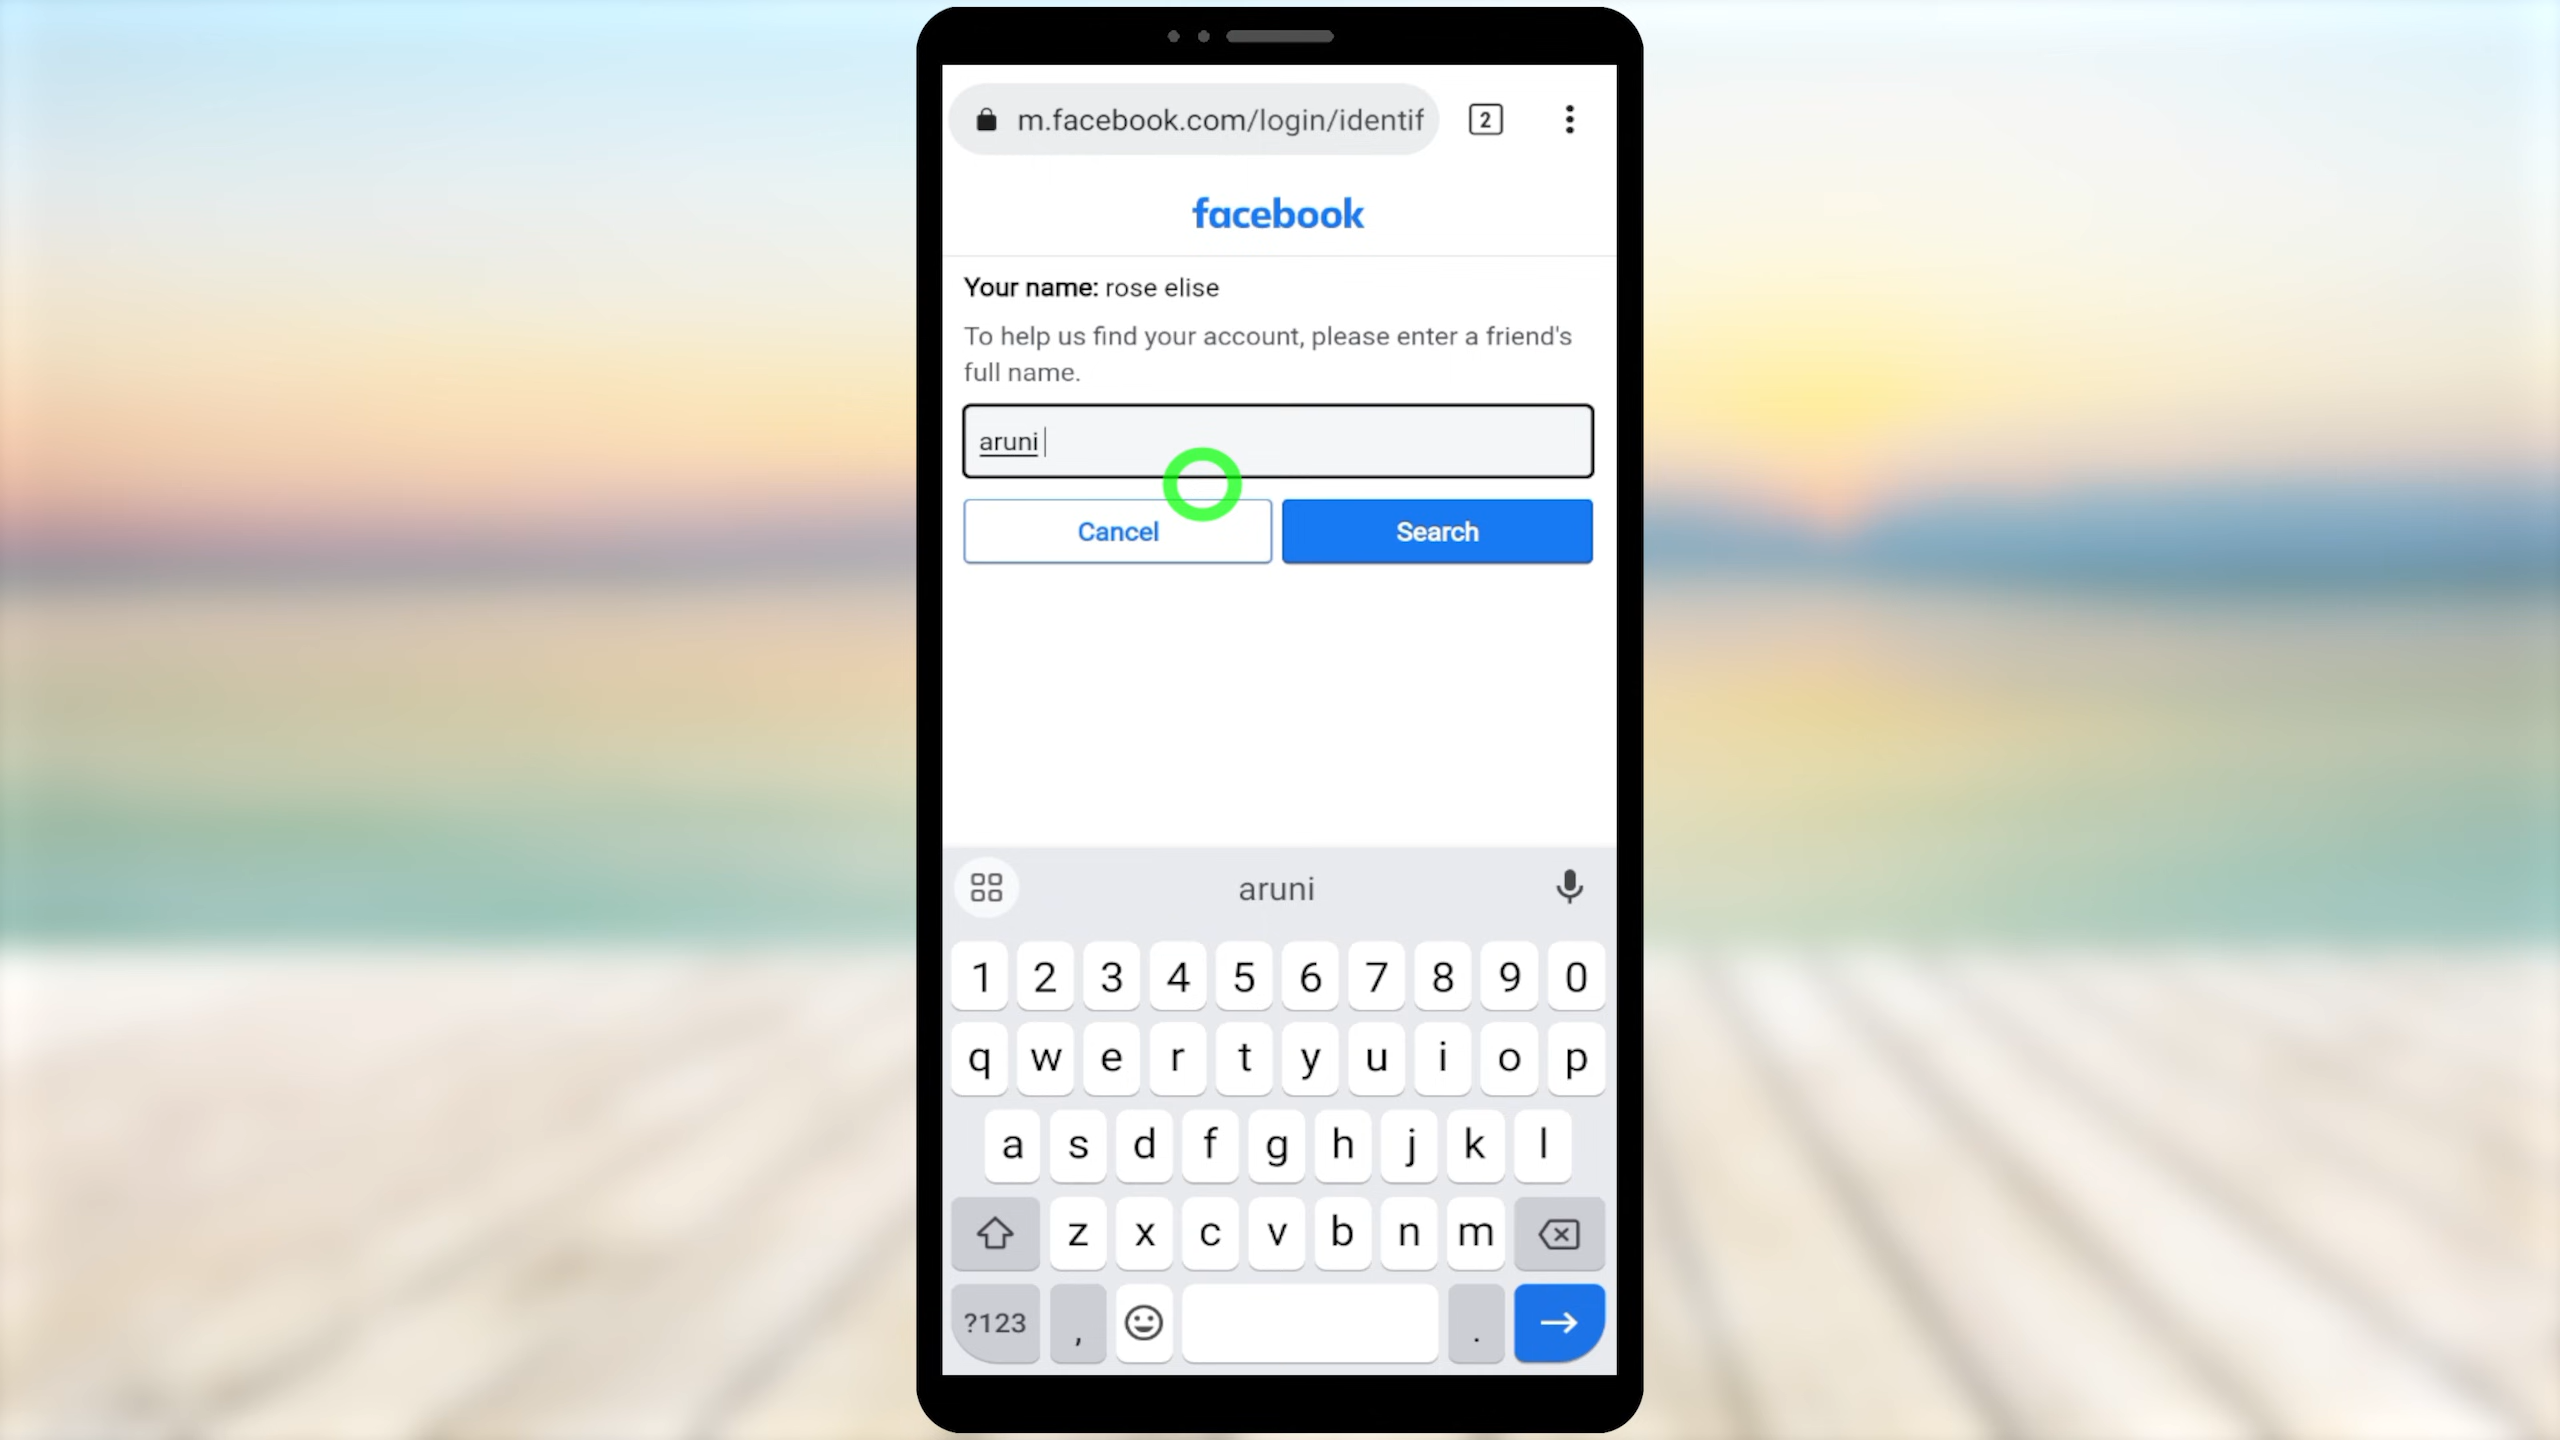 m.facebook.com/login/identif
2
facebook
Your name: rose elise
To help us find your account, please enter a friend's
full name.
aruni
Cancel Search
aruni
1 2 3 4 5 6 7 8 9 0
q w e r t y u i o p
a s d f g h j k l
z x c v b n m
?123 , .